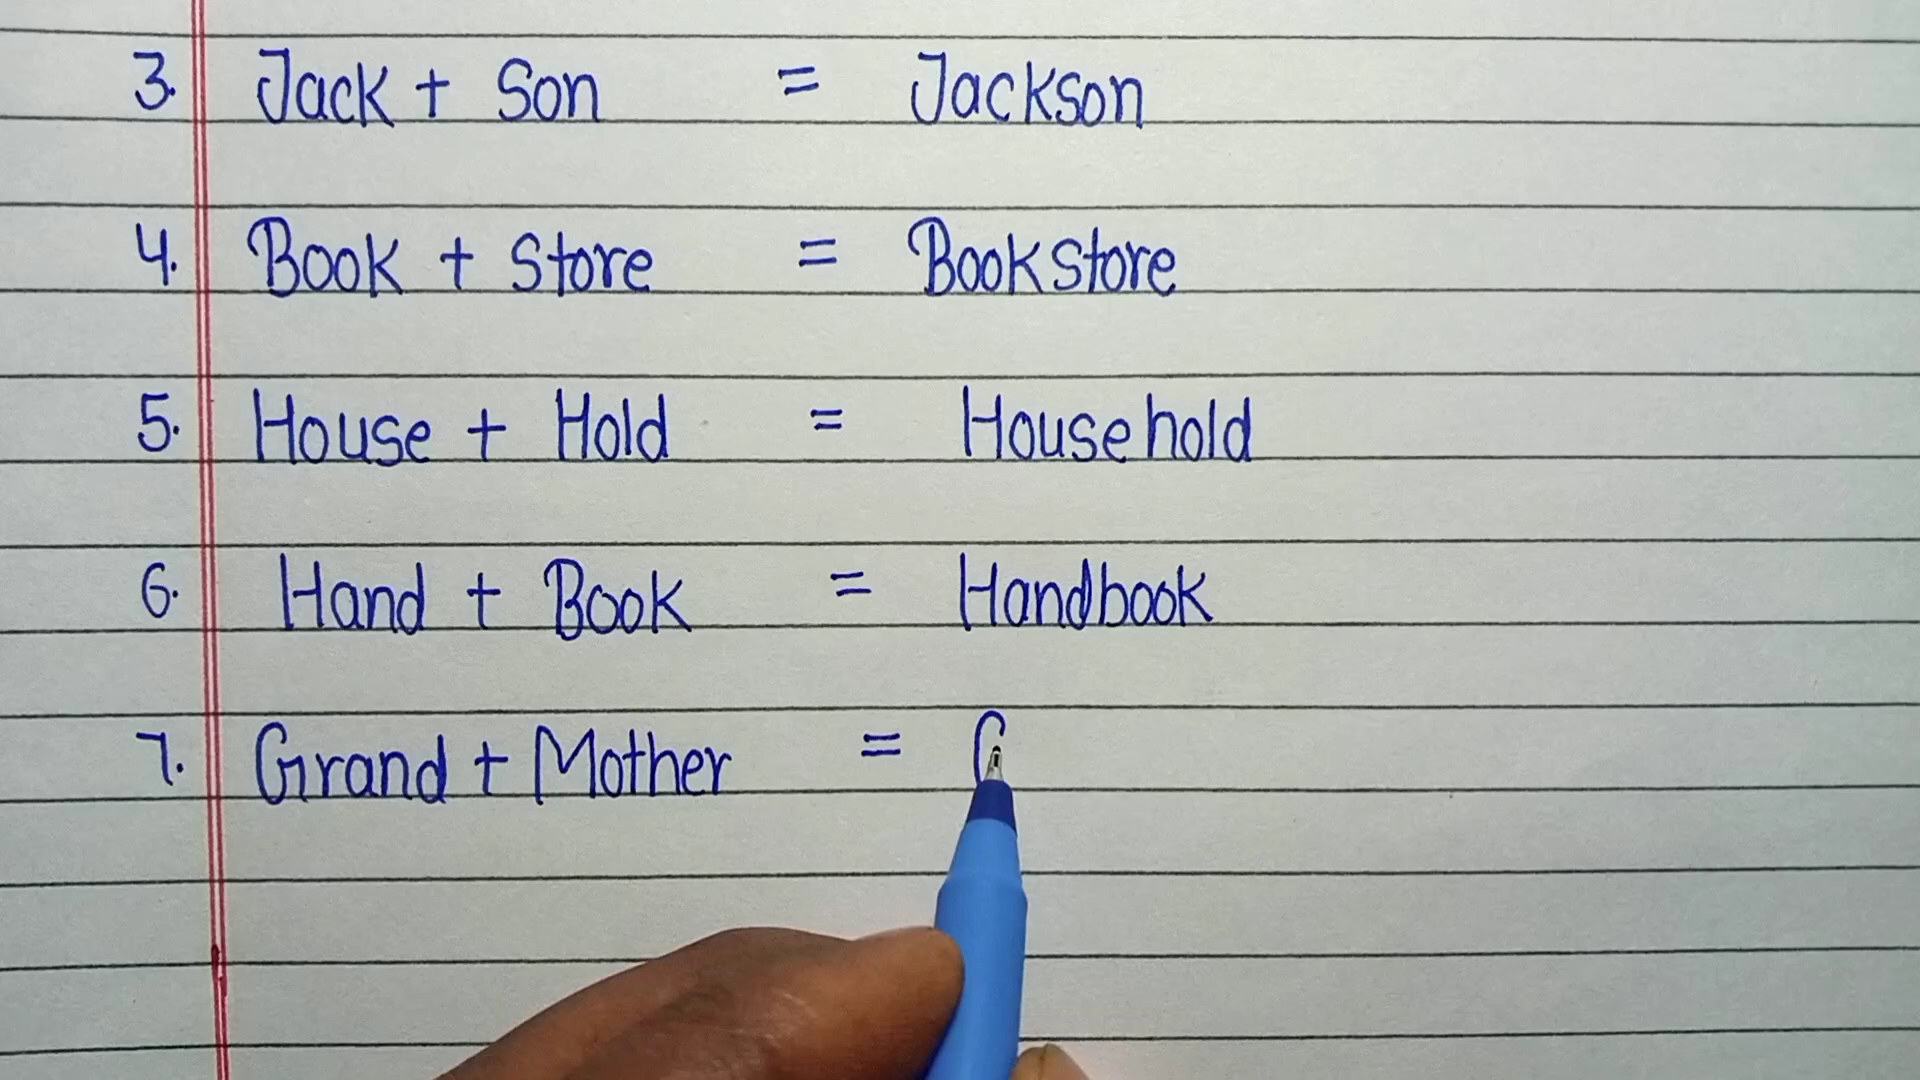 3. Jack + Son = Jackson
4. Book + Store = Bookstore
5. House + Hold = Household
6. Hand + Book = Handbook
7. Grand + Mother =